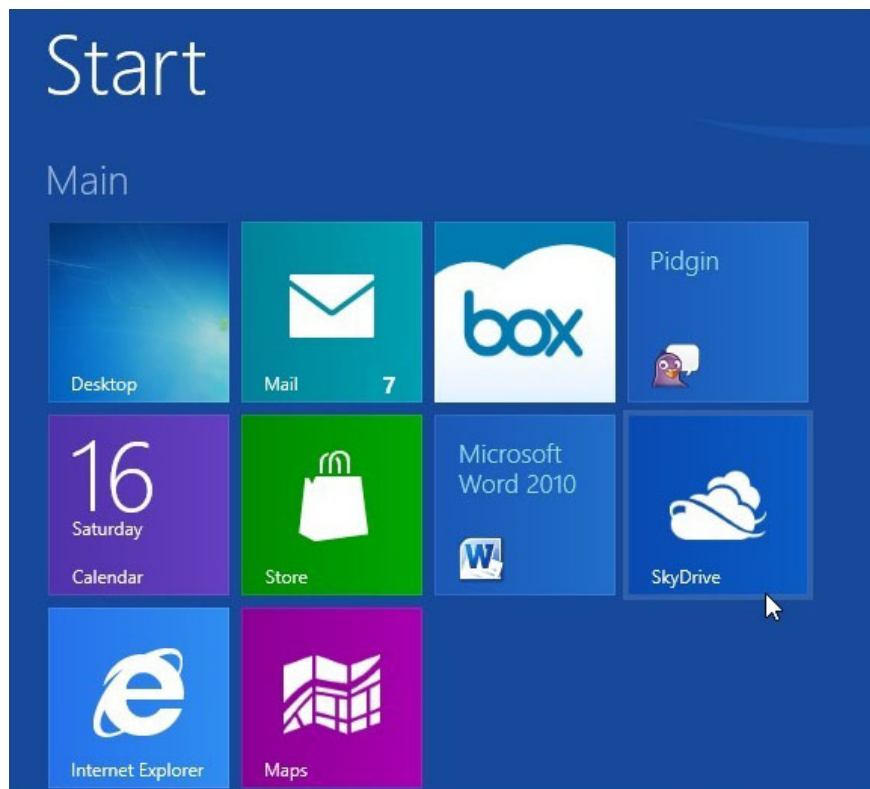 Start
Main
Desktop
Mail 7
box
Pidgin
16
Saturday
Calendar
Store
Microsoft
Word 2010
W
SkyDrive
Internet Explorer
Maps